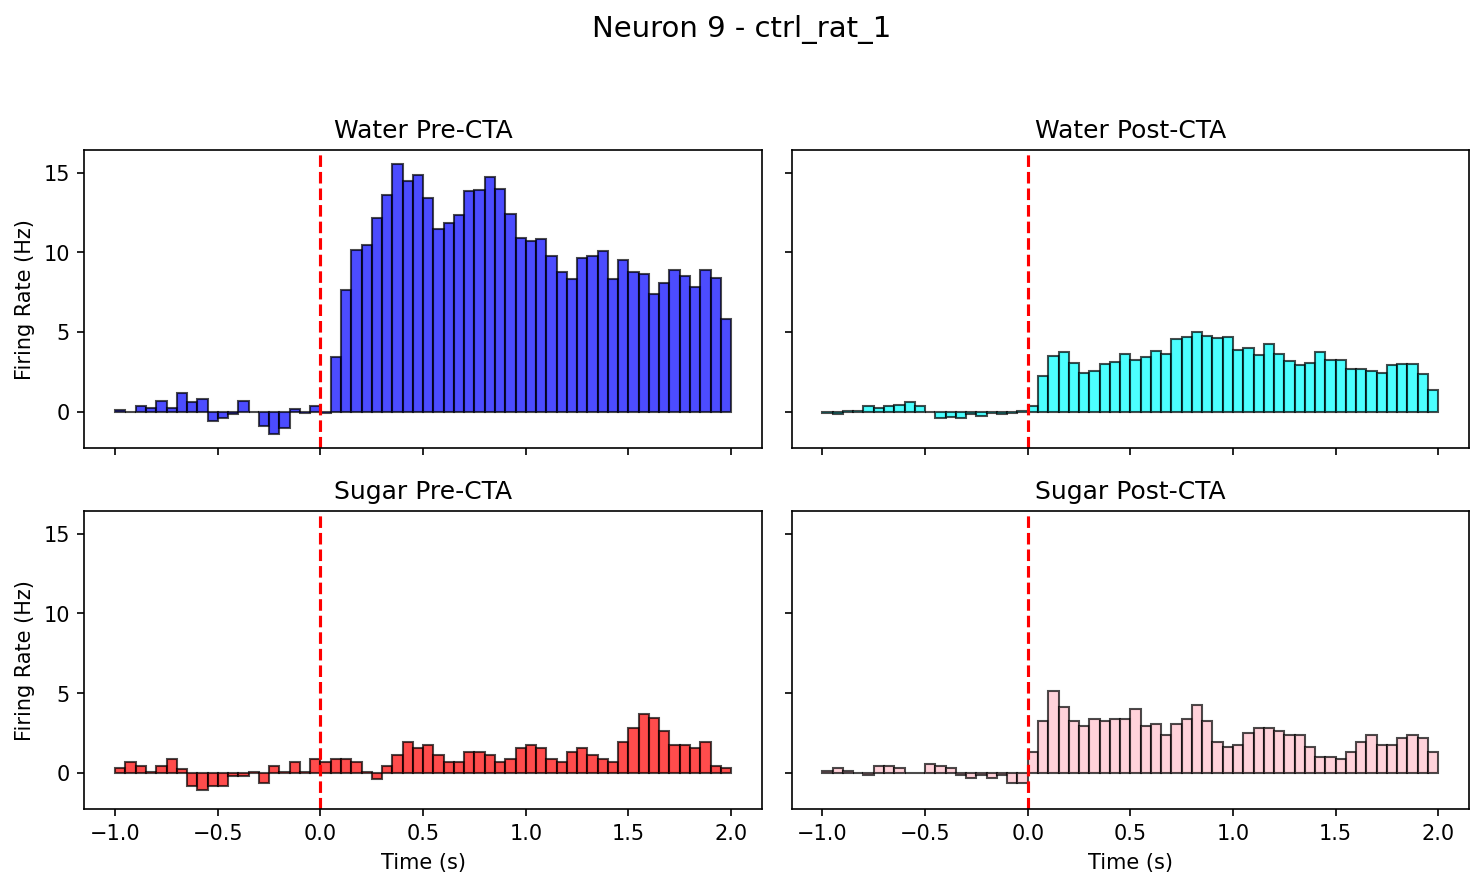 Neuron 9 - ctrl_rat_1
Water Pre-CTA
Water Post-CTA
15
10
5
0
Firing Rate (Hz)
Sugar Pre-CTA
Sugar Post-CTA
15
10
5
0
Firing Rate (Hz)
−1.0 −0.5 0.0 0.5 1.0 1.5 2.0
−1.0 −0.5 0.0 0.5 1.0 1.5 2.0
Time (s)
Time (s)